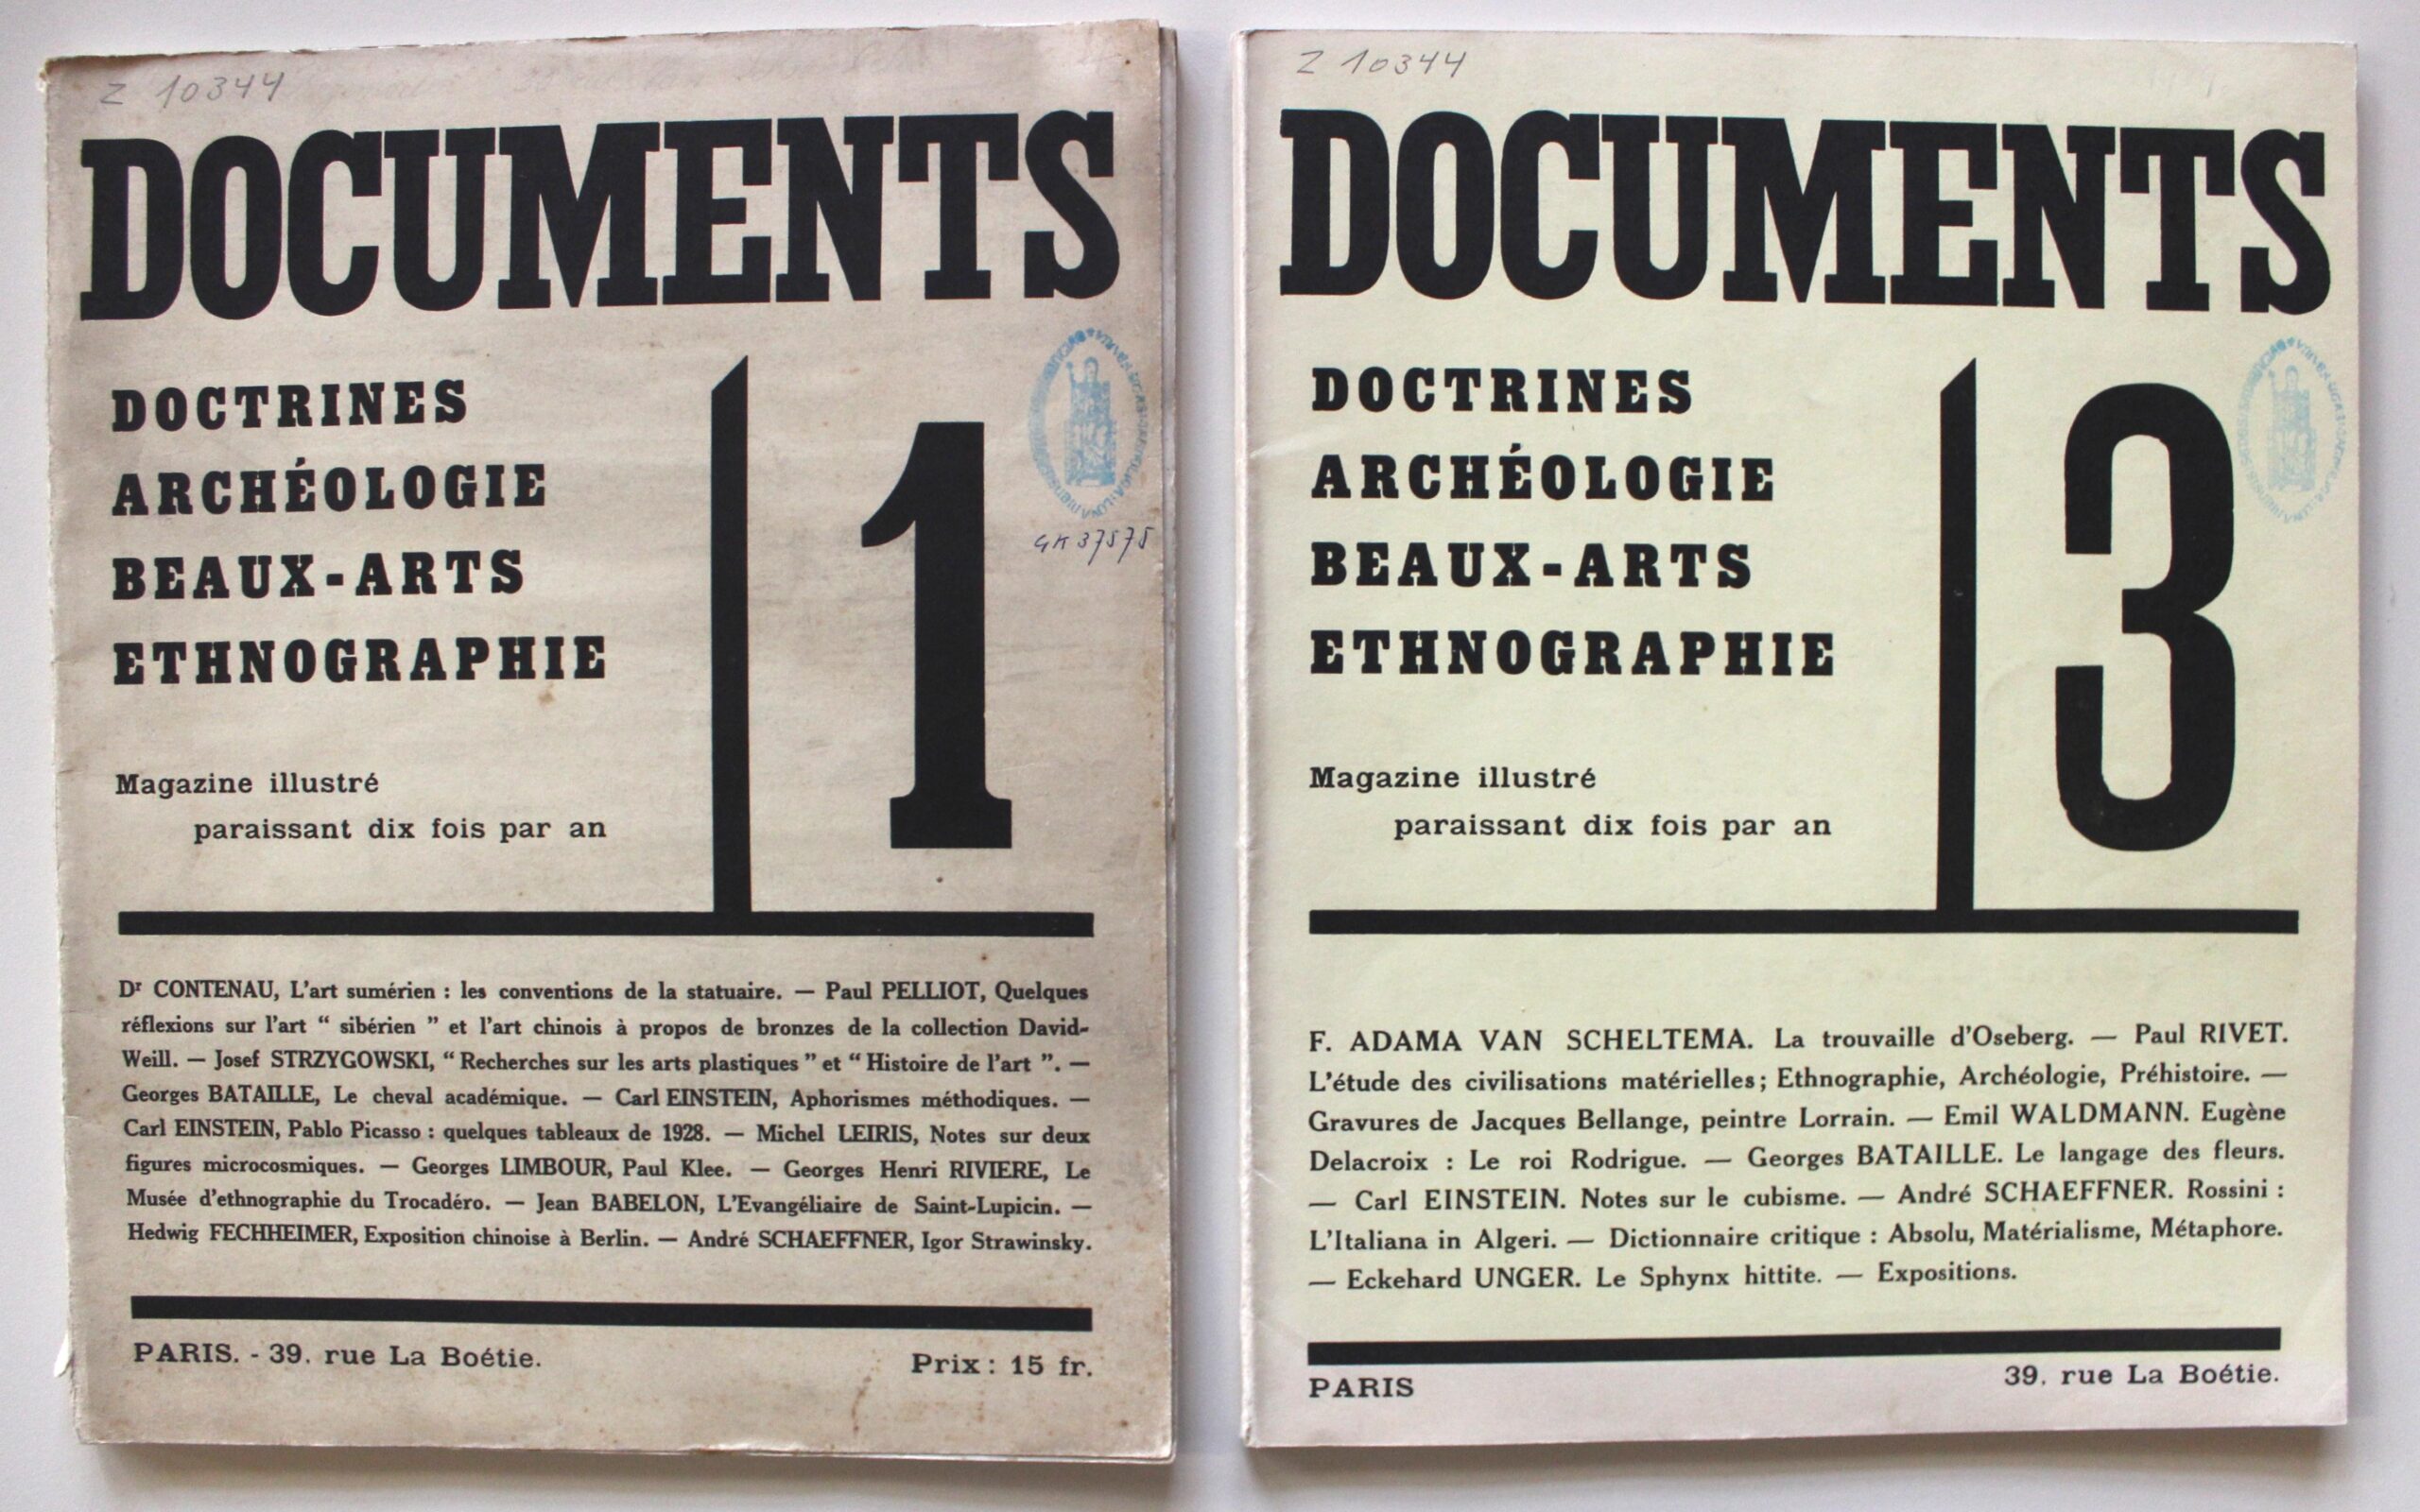 Z 10344
DOCUMENTS
DOCTRINES
ARCHÉOLOGIE
BEAUX-ARTS
ETHNOGRAPHIE
Magazine illustré
paraissant dix fois par an
1
GK 37575
Dʳ CONTENAU, L'art sumérien : les conventions de la statuaire. — Paul PELLIOT, Quelques
réflexions sur l'art “ sibérien ” et l'art chinois à propos de bronzes de la collection David-
Weill. — Josef STRZYGOWSKI, “ Recherches sur les arts plastiques ” et “ Histoire de l'art ”. —
Georges BATAILLE, Le cheval académique. — Carl EINSTEIN, Aphorismes méthodiques. —
Carl EINSTEIN, Pablo Picasso : quelques tableaux de 1928. — Michel LEIRIS, Notes sur deux
figures microcosmiques. — Georges LIMBOUR, Paul Klee. — Georges Henri RIVIERE, Le
Musée d'ethnographie du Trocadéro. — Jean BABELON, L'Evangéliaire de Saint-Lupicin. —
Hedwig FECHHEIMER, Exposition chinoise à Berlin. — André SCHAEFFNER, Igor Strawinsky.
PARIS. - 39. rue La Boétie.
Prix : 15 fr.
Z 10344
DOCUMENTS
DOCTRINES
ARCHÉOLOGIE
BEAUX-ARTS
ETHNOGRAPHIE
Magazine illustré
paraissant dix fois par an
3
F. ADAMA VAN SCHELTEMA. La trouvaille d'Oseberg. — Paul RIVET.
L'étude des civilisations matérielles ; Ethnographie, Archéologie, Préhistoire. —
Gravures de Jacques Bellange, peintre Lorrain. — Emil WALDMANN. Eugène
Delacroix : Le roi Rodrigue. — Georges BATAILLE. Le langage des fleurs.
— Carl EINSTEIN. Notes sur le cubisme. — André SCHAEFFNER. Rossini :
L'Italiana in Algeri. — Dictionnaire critique : Absolu, Matérialisme, Métaphore.
— Eckehard UNGER. Le Sphynx hittite. — Expositions.
PARIS
39. rue La Boétie.